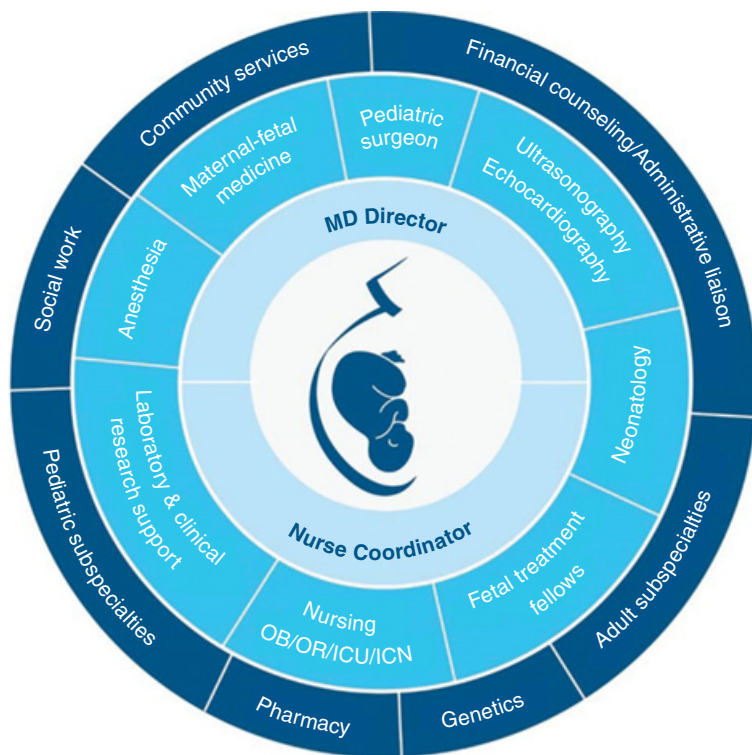 Community services
Financial counseling/Administrative liaison
Social work
Adult subspecialties
Pediatric subspecialties
Pharmacy
Genetics
Maternal-fetal
medicine
Pediatric
surgeon
Ultrasonography
Echocardiography
Anesthesia
Neonatology
Laboratory & clinical
research support
Nursing
OB/OR/ICU/ICN
Fetal treatment
fellows
MD Director
Nurse Coordinator